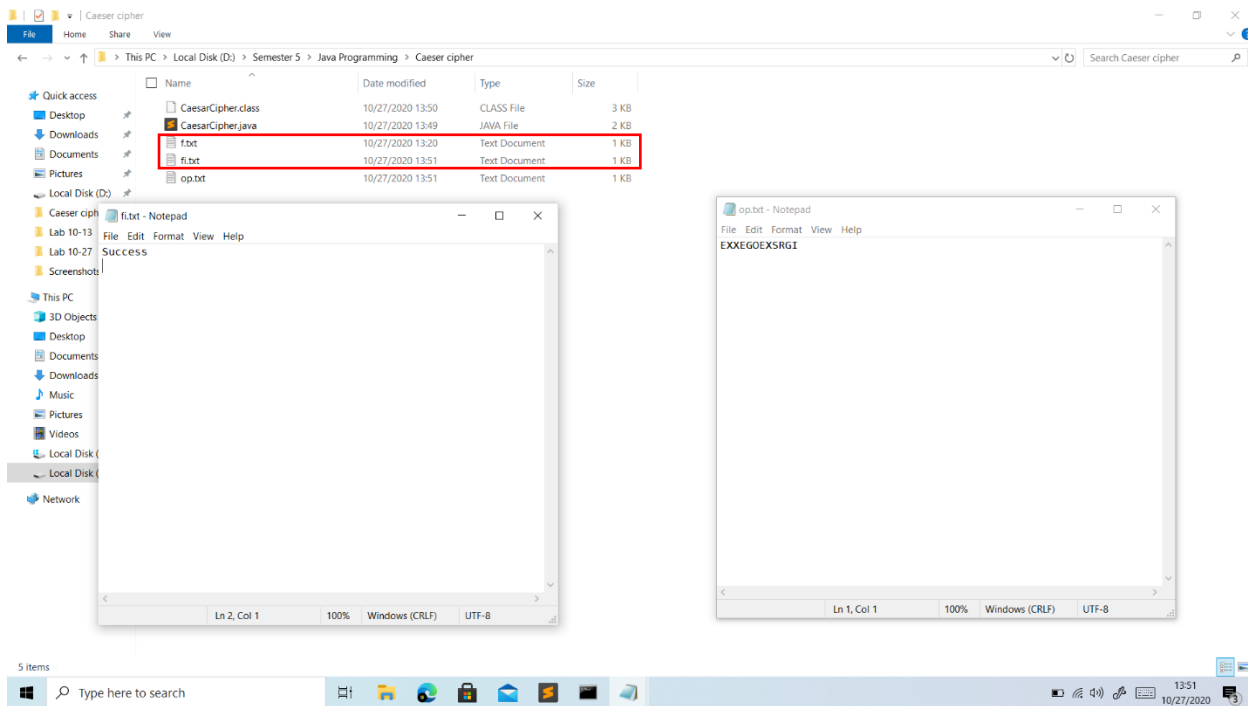 Caeser cipher
File Home Share View
This PC > Local Disk (D:) > Semester 5 > Java Programming > Caeser cipher
Search Caeser cipher
Name Date modified Type Size
Quick access
Desktop
Downloads
Documents
Pictures
Local Disk (D:)
Caeser ciph
Lab 10-13
Lab 10-27
Screenshots
This PC
3D Objects
Desktop
Documents
Downloads
Music
Pictures
Videos
Local Disk (
Local Disk (
Network
CaesarCipher.class 10/27/2020 13:50 CLASS File 3 KB
CaesarCipher.java 10/27/2020 13:49 JAVA File 2 KB
f.txt 10/27/2020 13:20 Text Document 1 KB
fi.txt 10/27/2020 13:51 Text Document 1 KB
op.txt 10/27/2020 13:51 Text Document 1 KB
fi.txt - Notepad
File Edit Format View Help
Success
Ln 2, Col 1 100% Windows (CRLF) UTF-8
op.txt - Notepad
File Edit Format View Help
EXXEGOEXSRGI
Ln 1, Col 1 100% Windows (CRLF) UTF-8
5 items
Type here to search
13:51
10/27/2020
3